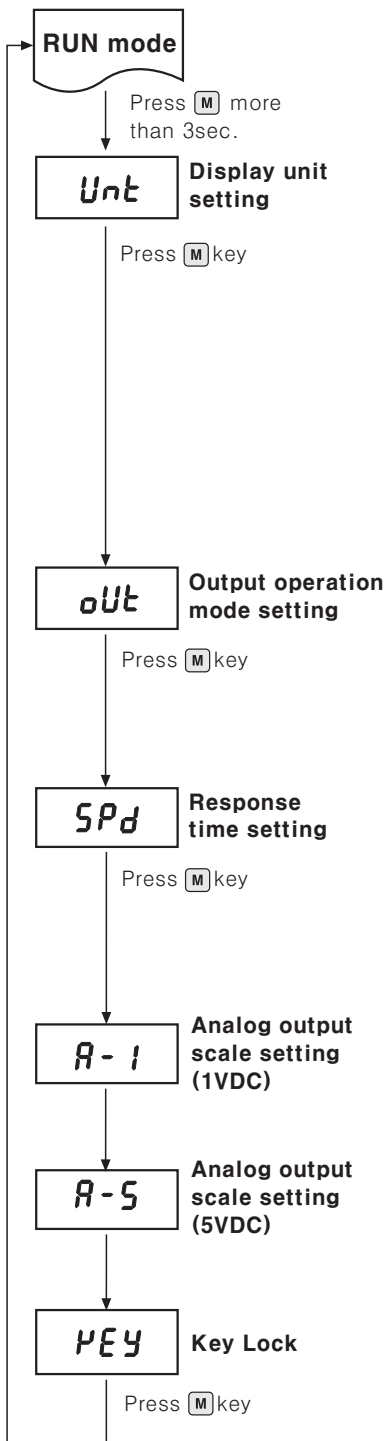 RUN mode
Press M more
than 3sec.
Unt
Display unit
setting
Press M key
oUt
Output operation
mode setting
Press M key
SPd
Response
time setting
Press M key
A-1
Analog output
scale setting
(1VDC)
A-5
Analog output
scale setting
(5VDC)
KEY
Key Lock
Press M key